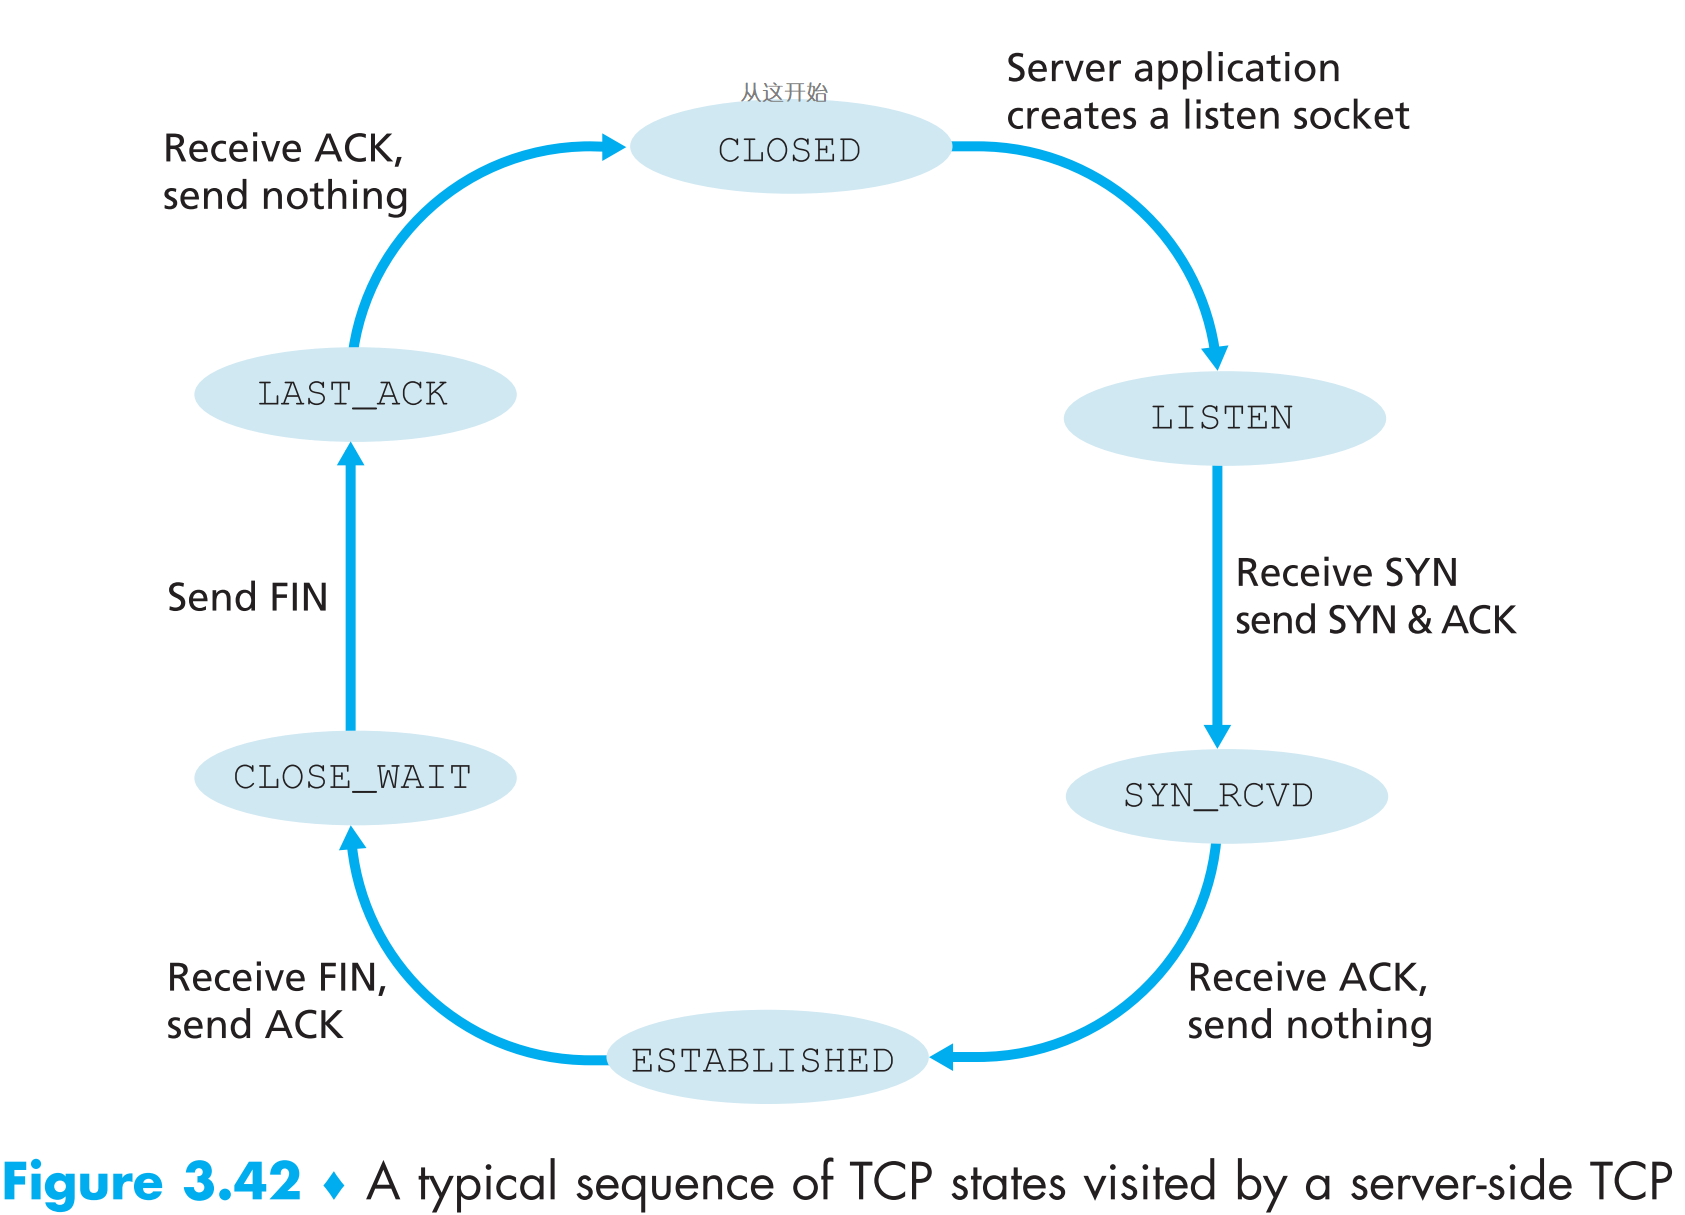 从这开始
CLOSED
Server application
creates a listen socket
LISTEN
Receive SYN
send SYN & ACK
SYN_RCVD
Receive ACK,
send nothing
ESTABLISHED
Receive FIN,
send ACK
CLOSE_WAIT
Send FIN
LAST_ACK
Receive ACK,
send nothing
Figure 3.42 ♦ A typical sequence of TCP states visited by a server-side TCP